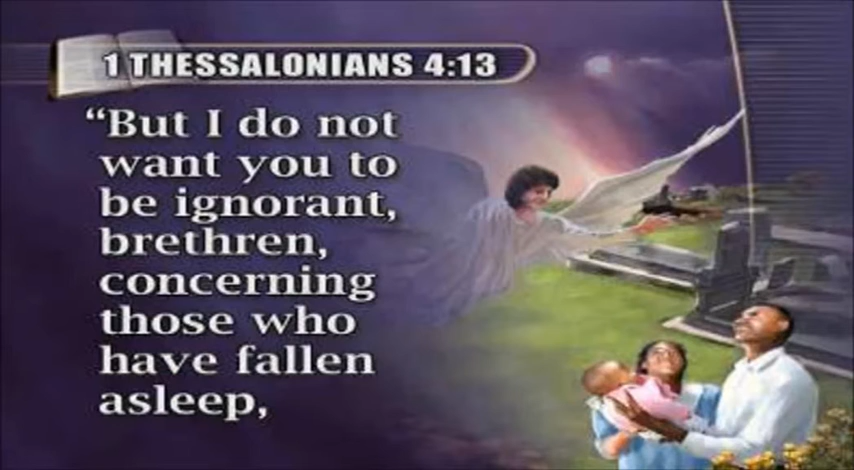 1 THESSALONIANS 4:13
“But I do not
want you to
be ignorant,
brethren,
concerning
those who
have fallen
asleep,